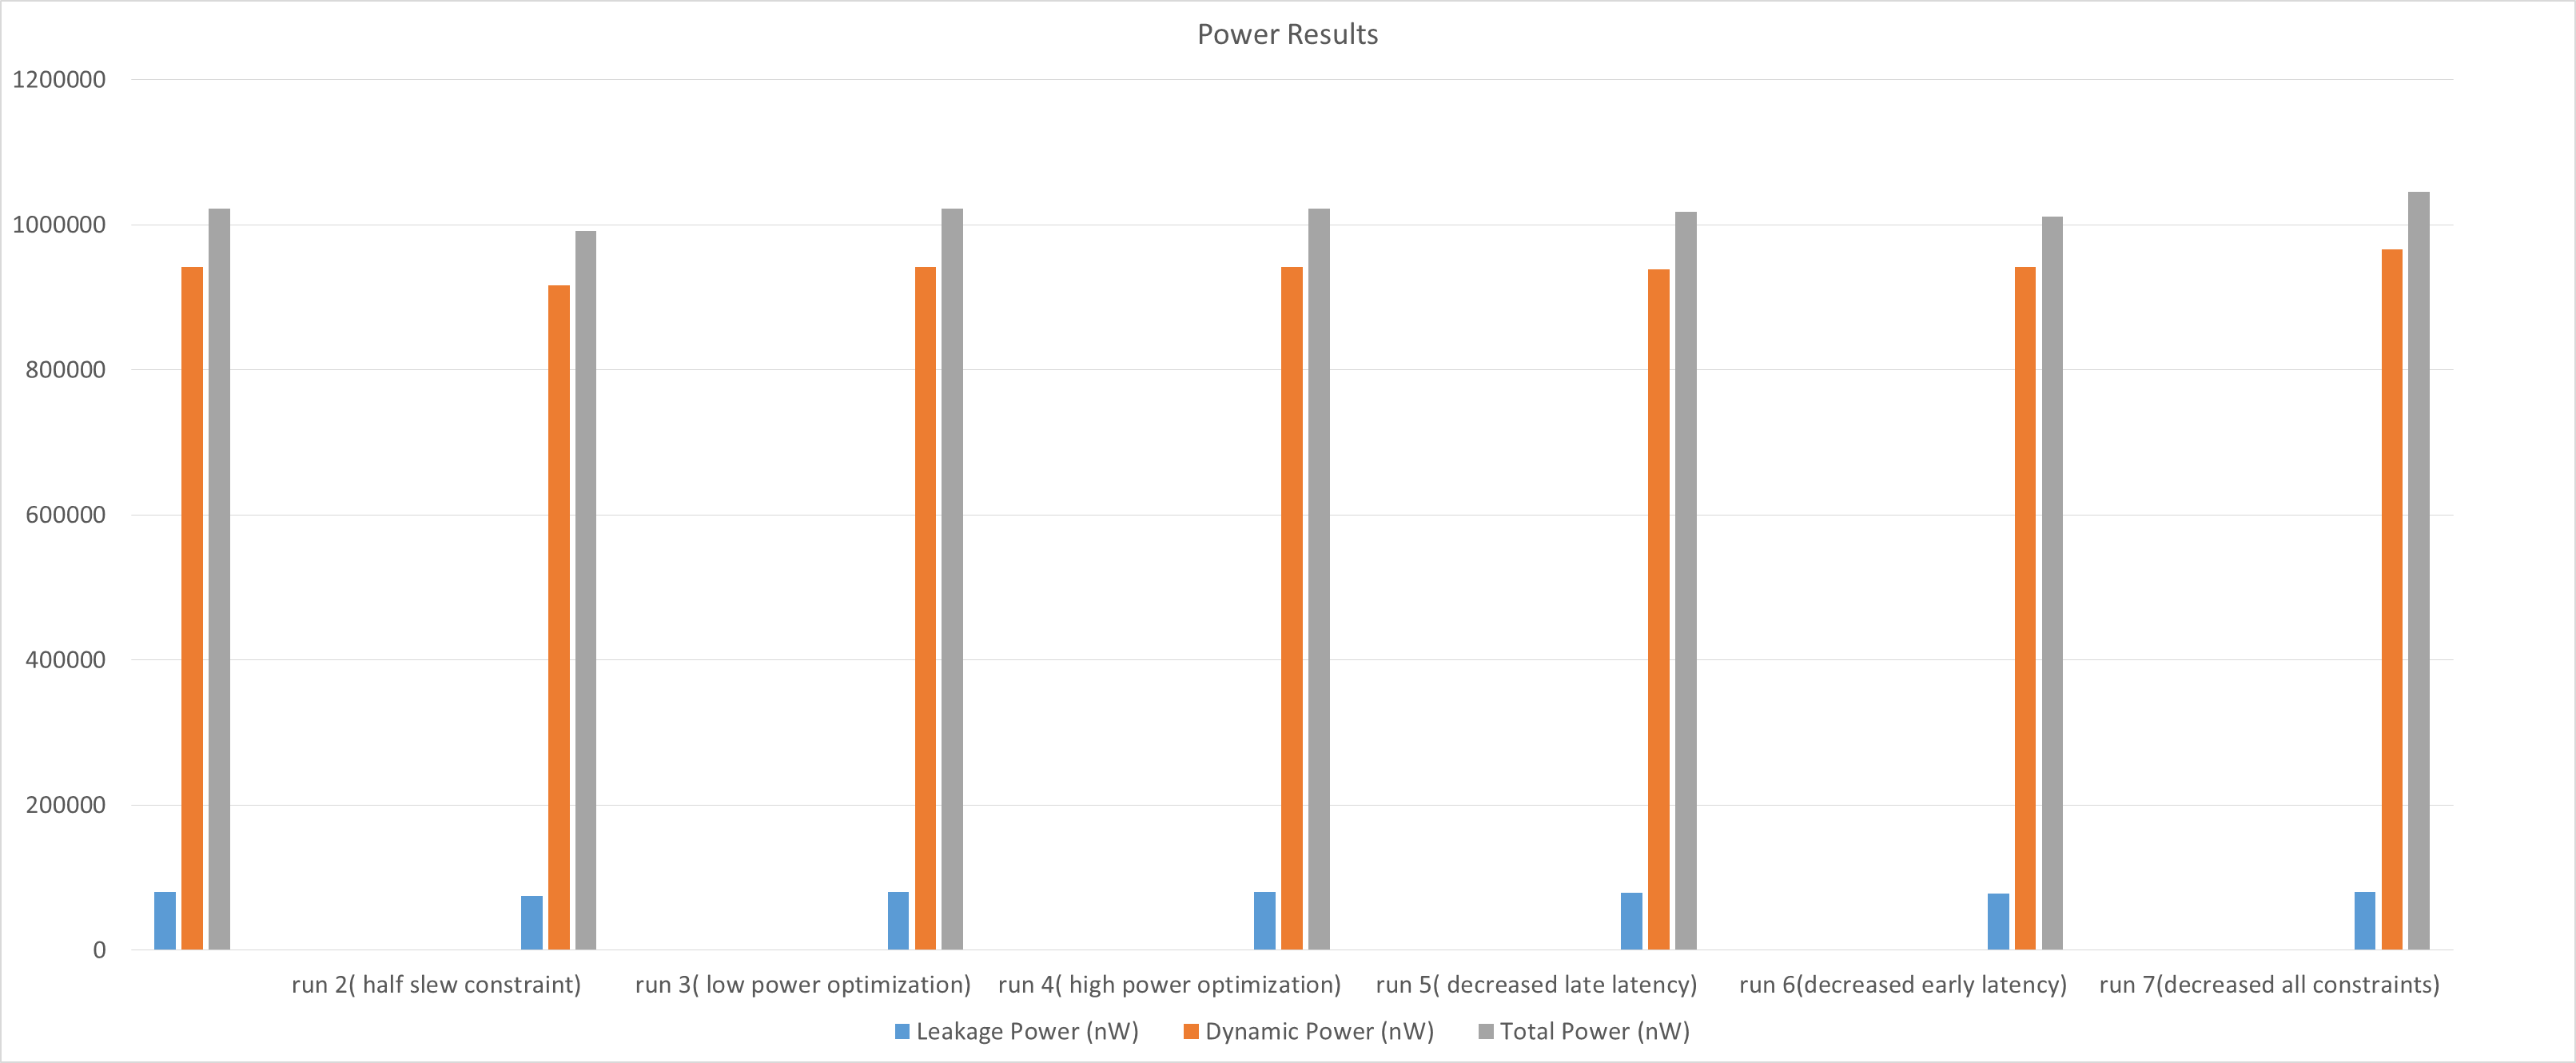 Power Results
1200000
1000000
800000
600000
400000
200000
0
run 2( half slew constraint) run 3( low power optimization) run 4( high power optimization) run 5( decreased late latency) run 6(decreased early latency) run 7(decreased all constraints)
Leakage Power (nW) Dynamic Power (nW) Total Power (nW)